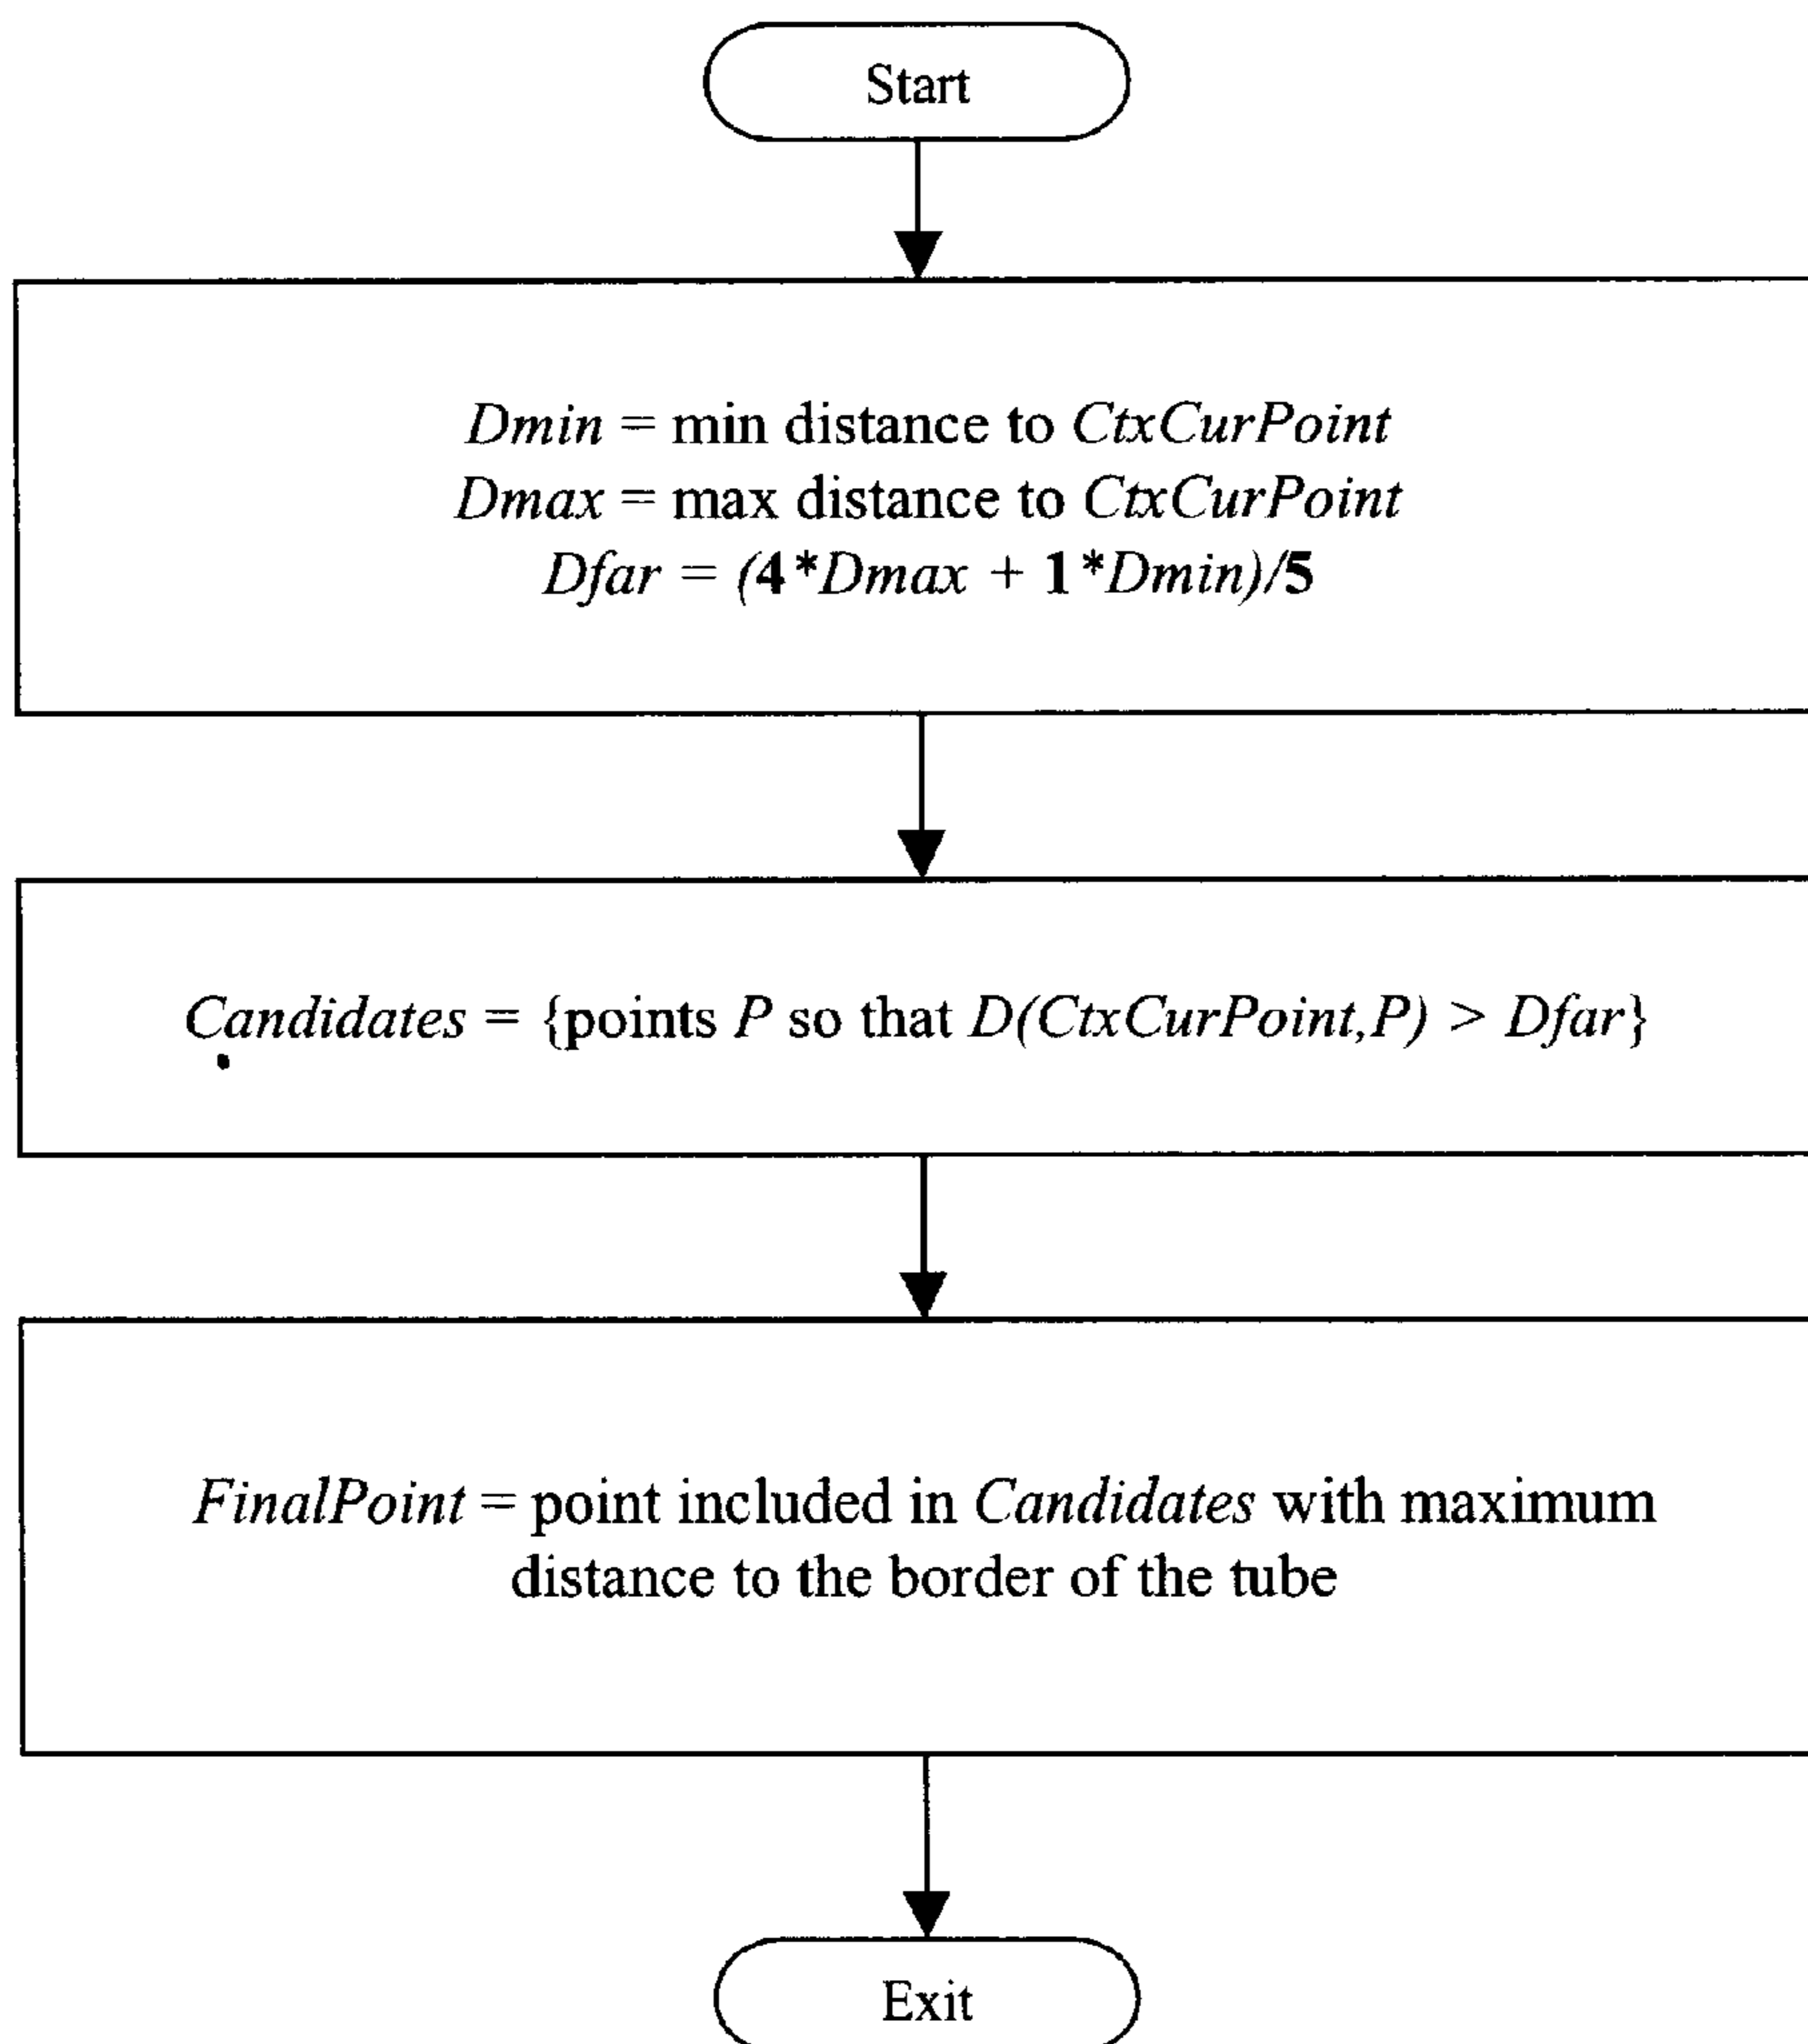 Start
Dmin = min distance to CtxCurPoint
Dmax = max distance to CtxCurPoint
Dfar = (4*Dmax + 1*Dmin)/5
Candidates = {points P so that D(CtxCurPoint,P) > Dfar}
FinalPoint = point included in Candidates with maximum
distance to the border of the tube
Exit